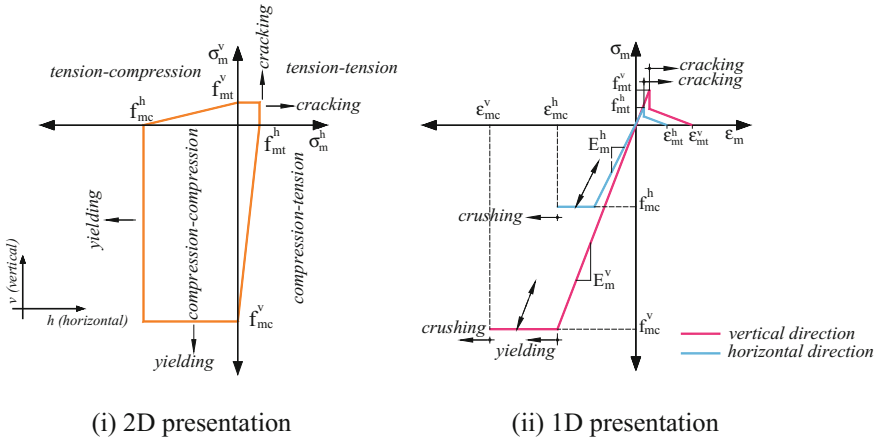 σ_m^v
cracking
tension-compression
tension-tension
f_mt^v
cracking
f_mc^h
f_mt^h
σ_m^h
yielding
compression-compression
compression-tension
v (vertical)
h (horizontal)
f_mc^v
yielding
(i) 2D presentation
σ_m
cracking
cracking
f_mt^v
f_mt^h
ε_mc^v
ε_mc^h
ε_mt^h
ε_mt^v
ε_m
E_m^h
f_mc^h
crushing
E_m^v
f_mc^v
crushing
yielding
vertical direction
horizontal direction
(ii) 1D presentation